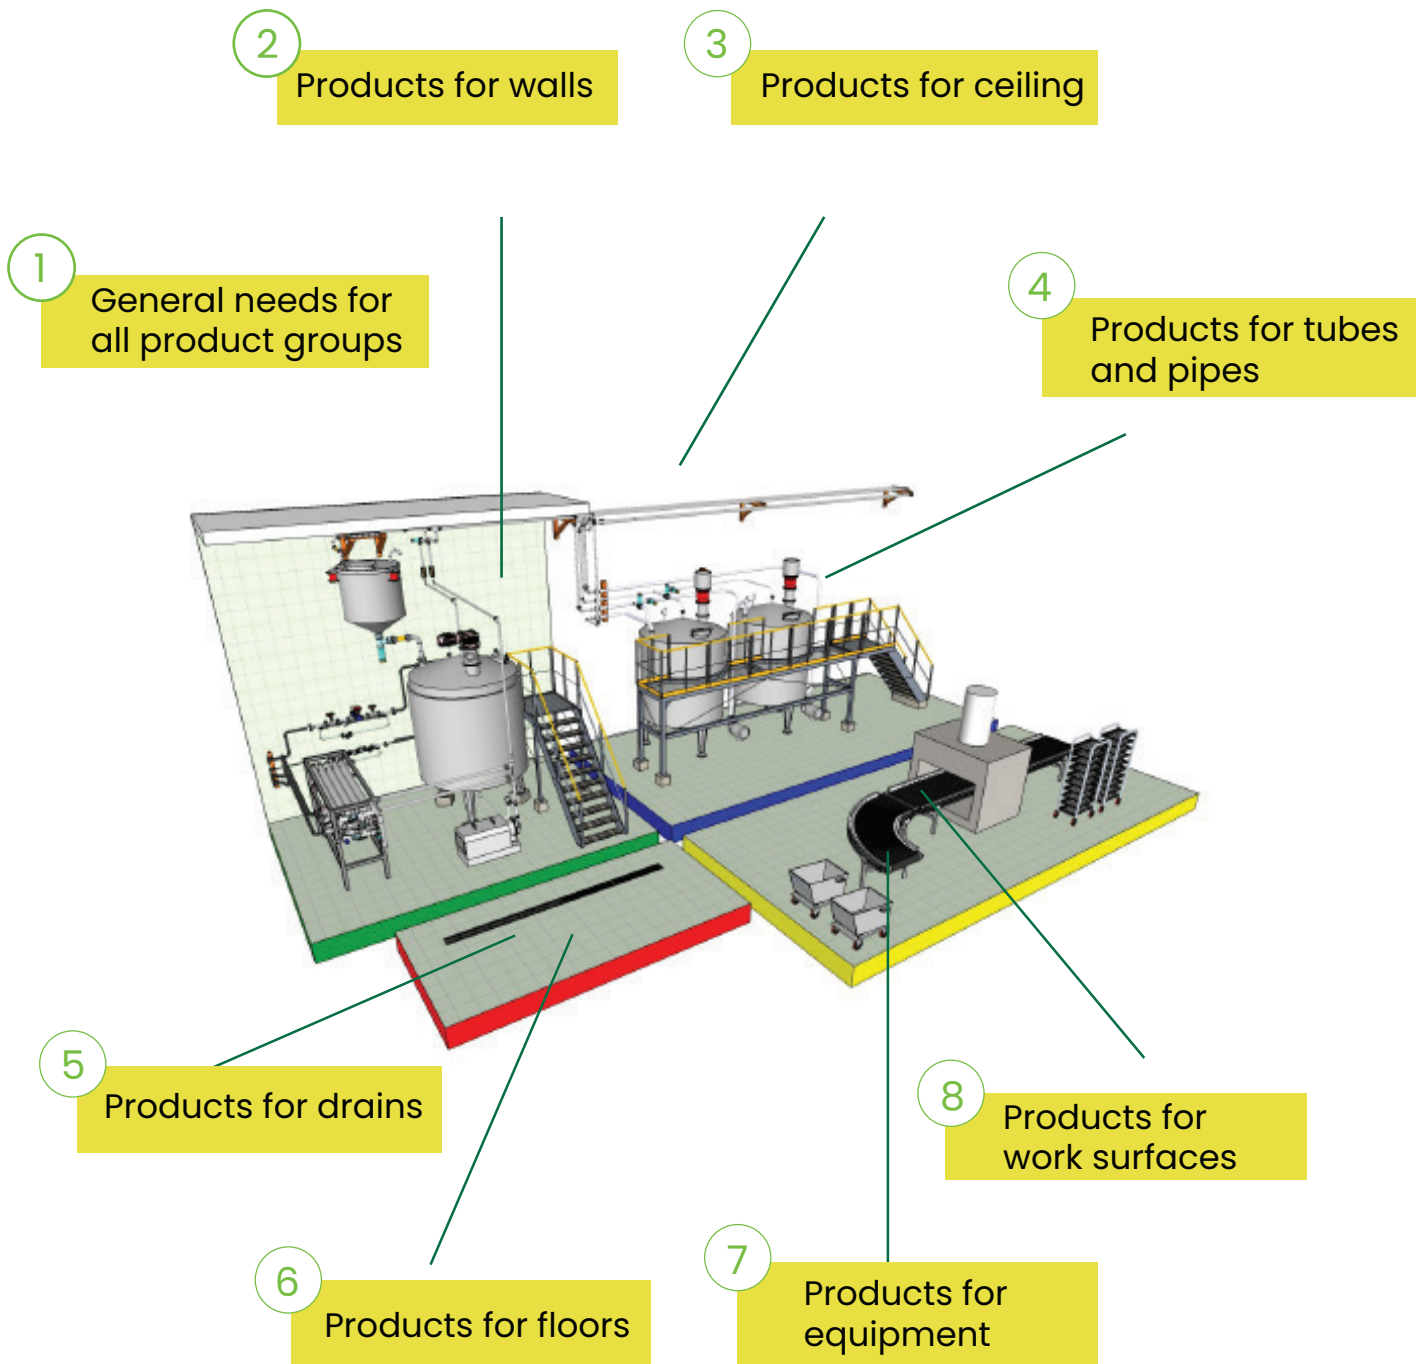 1
General needs for
all product groups
2
Products for walls
3
Products for ceiling
4
Products for tubes
and pipes
5
Products for drains
6
Products for floors
7
Products for
equipment
8
Products for
work surfaces